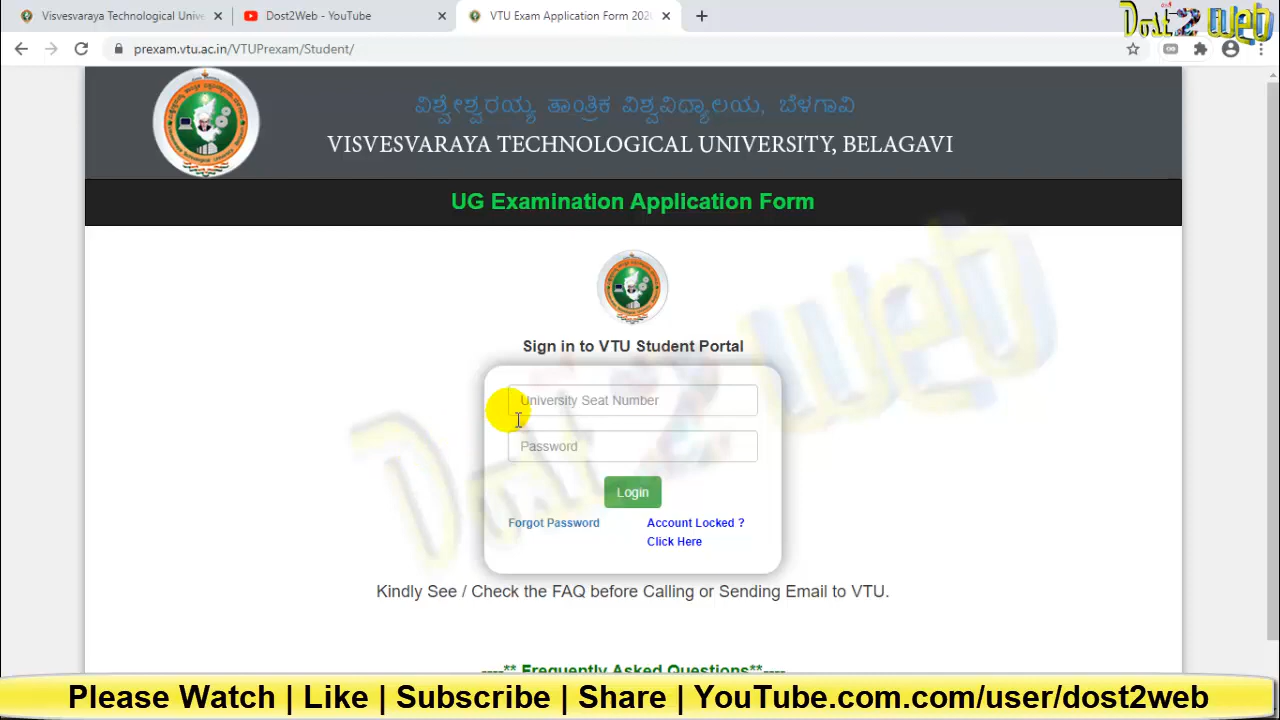 Visvesvaraya Technological Unive
Dost2Web - YouTube
VTU Exam Application Form 202
Dost2Web
prexam.vtu.ac.in/VTUPrexam/Student/
ವಿಶ್ವೇಶ್ವರಯ್ಯ ತಾಂತ್ರಿಕ ವಿಶ್ವವಿದ್ಯಾಲಯ, ಬೆಳಗಾವಿ
VISVESVARAYA TECHNOLOGICAL UNIVERSITY, BELAGAVI
UG Examination Application Form
Sign in to VTU Student Portal
University Seat Number
Password
Login
Forgot Password
Account Locked ?
Click Here
Kindly See / Check the FAQ before Calling or Sending Email to VTU.
----** Frequently Asked Questions**----
Dost2Web
Please Watch | Like | Subscribe | Share | YouTube.com.com/user/dost2web